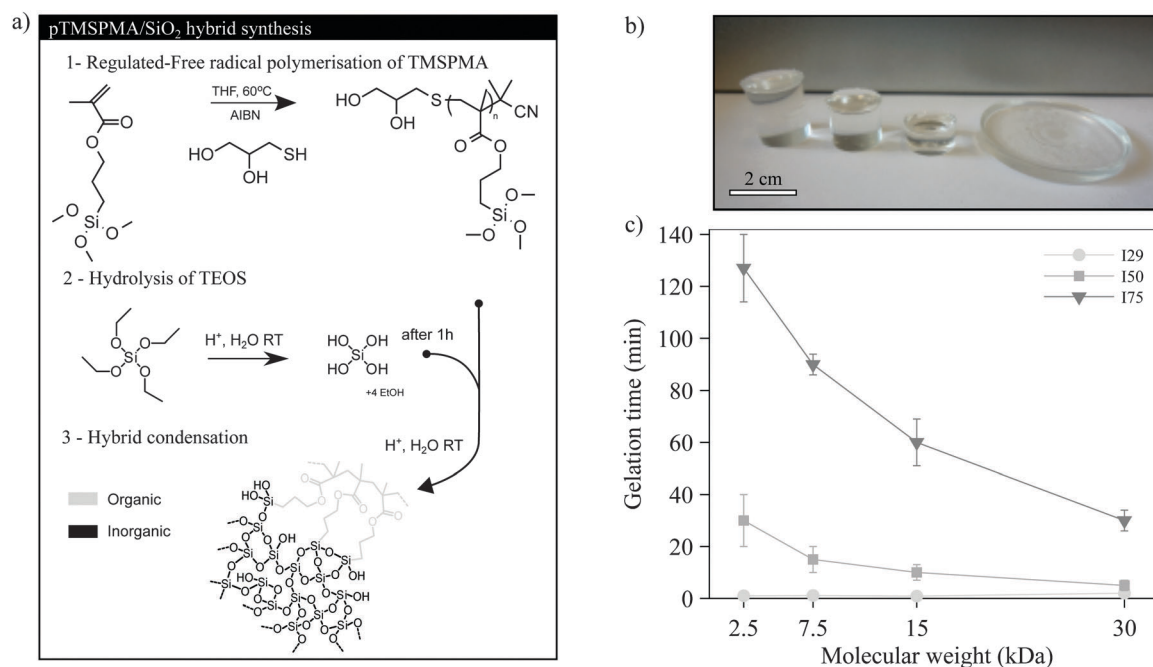 a)
pTMSPMA/SiO₂ hybrid synthesis
1- Regulated-Free radical polymerisation of TMSPMA
THF, 60ºC
AIBN
HO
SH
OH
O
O
O
Si
O
O
HO
OH
S
n
CN
O
O
O
Si
O
O
2 - Hydrolysis of TEOS
O
O
Si
O
O
H⁺, H₂O RT
HO OH
Si
HO OH
+4 EtOH
after 1h
3 - Hybrid condensation
H⁺, H₂O RT
Organic
Inorganic
b)
2 cm
c)
Gelation time (min)
140
120
100
80
60
40
20
0
I29
I50
I75
2.5
7.5
15
30
Molecular weight (kDa)